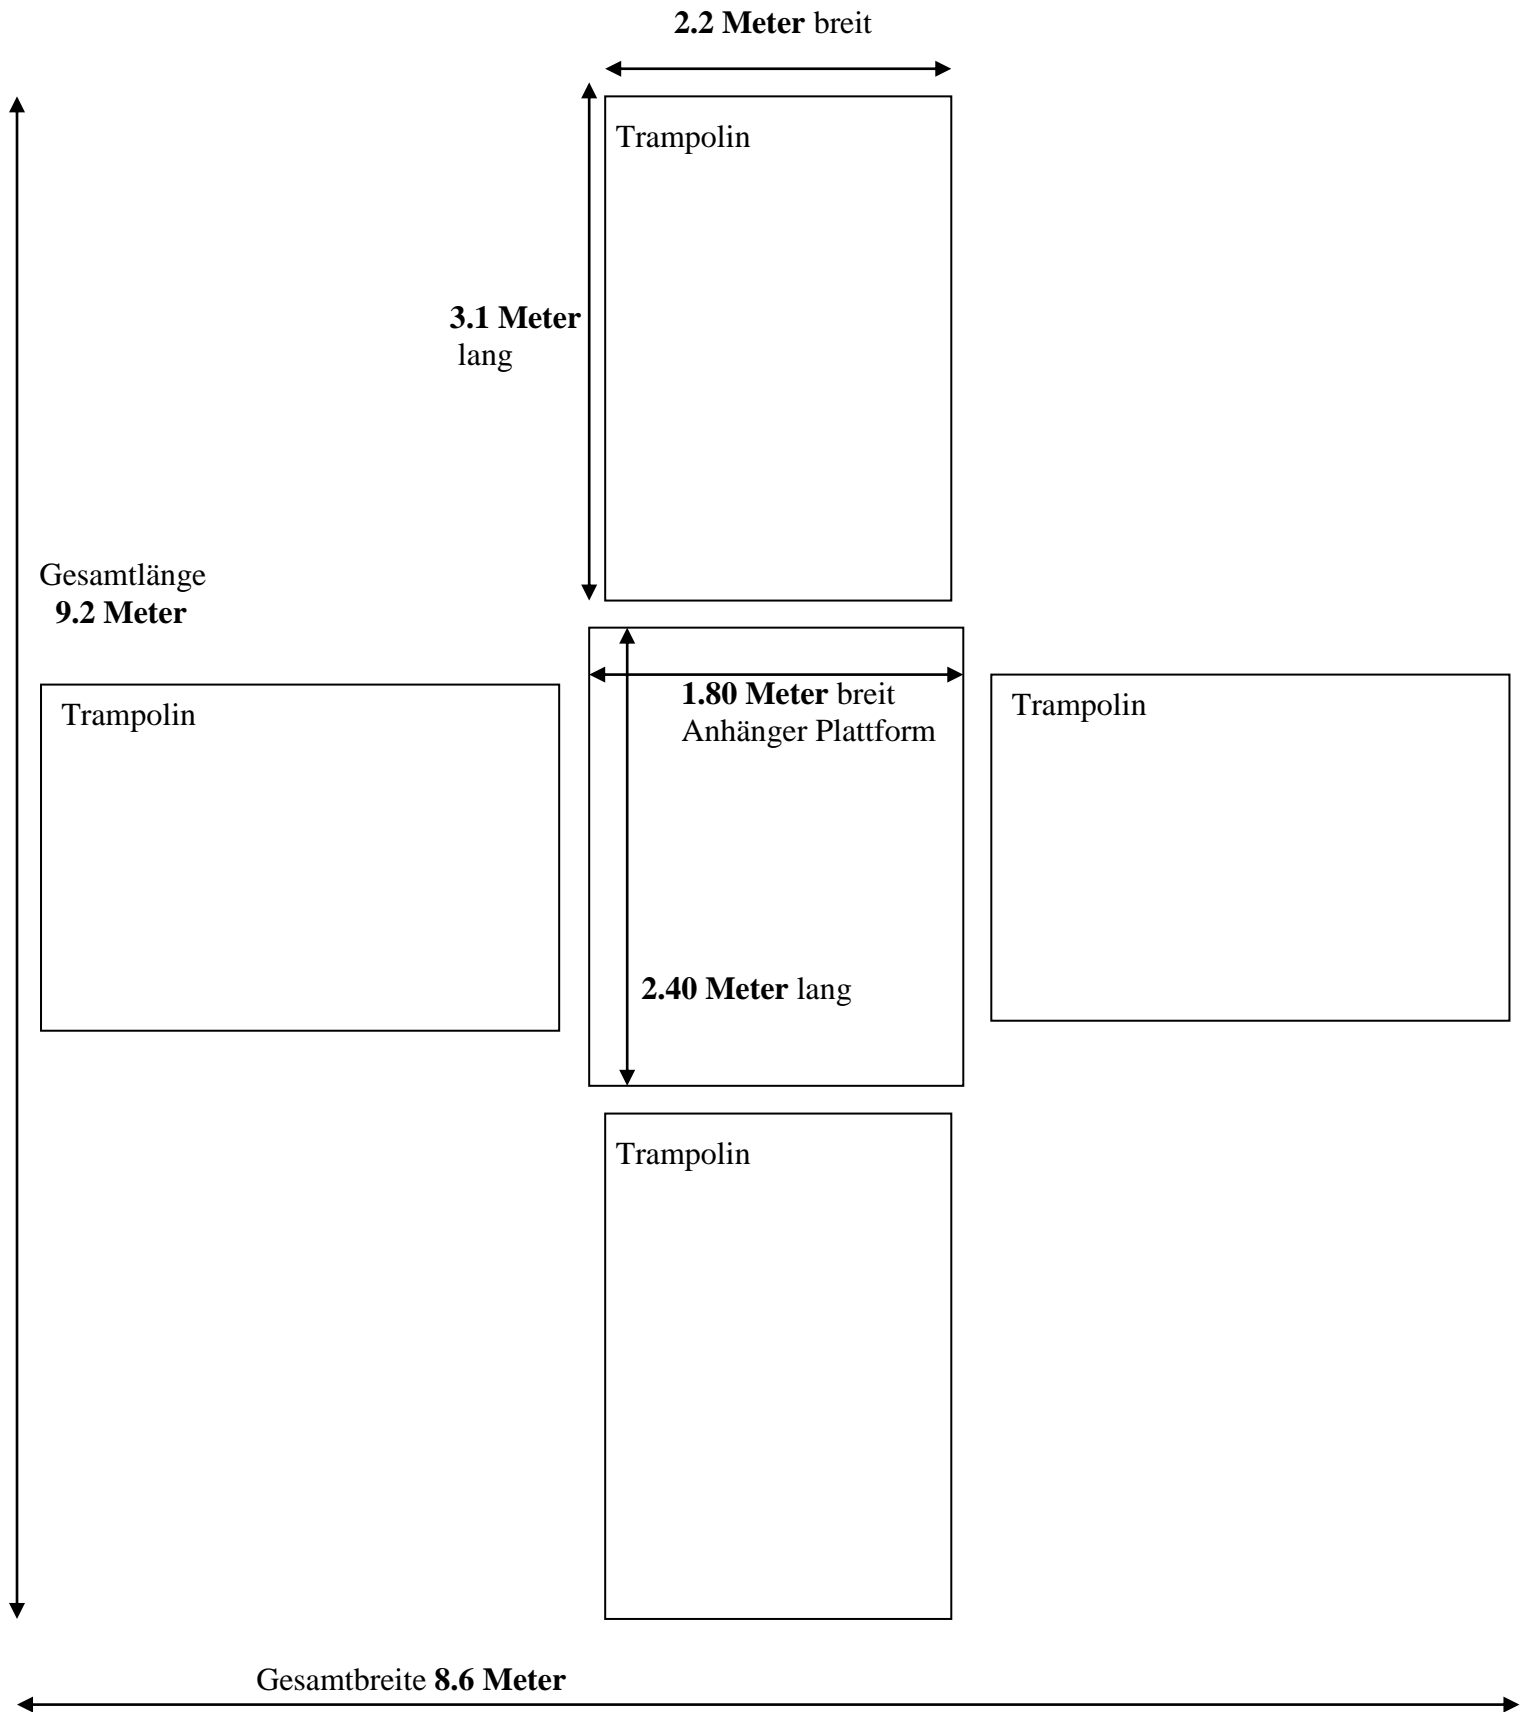 2.2 Meter breit
Trampolin
3.1 Meter
lang
Gesamtlänge
9.2 Meter
Trampolin
1.80 Meter breit
Anhänger Plattform
Trampolin
2.40 Meter lang
Trampolin
Gesamtbreite 8.6 Meter